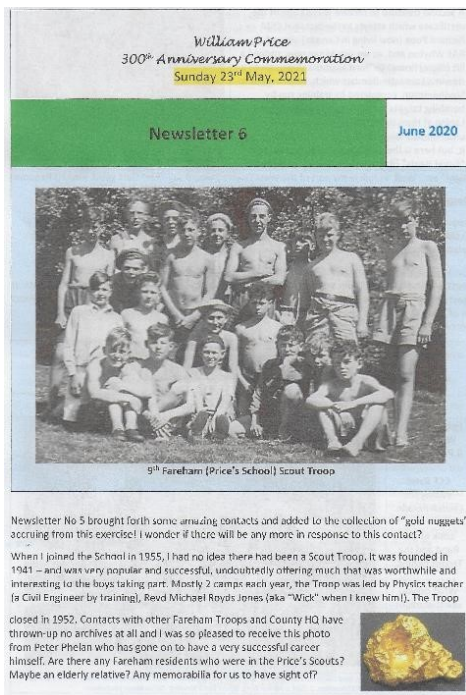 William Price
300th Anniversary Commemoration
Sunday 23rd May, 2021
Newsletter 6
June 2020
9th Fareham (Price's School) Scout Troop
Newsletter No 5 brought forth some amazing contacts and added to the collection of "gold nuggets"
accruing from this exercise! I wonder if there will be any more in response to this contact?
When I joined the School in 1955, I had no idea there had been a Scout Troop. It was founded in
1941 – and was very popular and successful, undoubtedly offering much that was worthwhile and
interesting to the boys taking part. Mostly 2 camps each year, the Troop was led by Physics teacher
(a Civil Engineer by training), Revd Michael Royds Jones (aka "Wick" when I knew him!). The Troop
closed in 1952. Contacts with other Fareham Troops and County HQ have
thrown-up no archives at all and I was so pleased to receive this photo
from Peter Phelan who has gone on to have a very successful career
himself. Are there any Fareham residents who were in the Price's Scouts?
Maybe an elderly relative? Any memorabilia for us to have sight of?